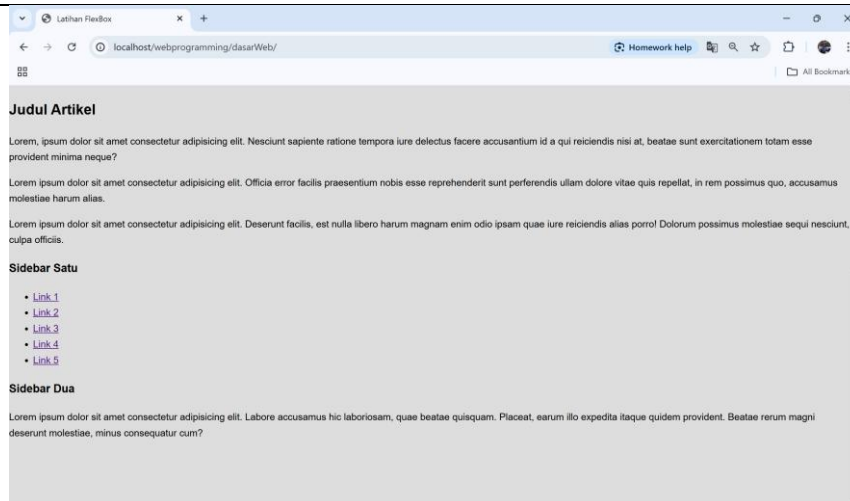 Latihan FlexBox
localhost/webprogramming/dasarWeb/
Homework help
All Bookmark
Judul Artikel
Lorem, ipsum dolor sit amet consectetur adipisicing elit. Nesciunt sapiente ratione tempora iure delectus facere accusantium id a qui reiciendis nisi at, beatae sunt exercitationem totam esse
provident minima neque?
Lorem ipsum dolor sit amet consectetur adipisicing elit. Officia error facilis praesentium nobis esse reprehenderit sunt perferendis ullam dolore vitae quis repellat, in rem possimus quo, accusamus
molestiae harum alias.
Lorem ipsum dolor sit amet consectetur adipisicing elit. Deserunt facilis, est nulla libero harum magnam enim odio ipsam quae iure reiciendis alias porro! Dolorum possimus molestiae sequi nesciunt,
culpa officiis.
Sidebar Satu
• Link 1
• Link 2
• Link 3
• Link 4
• Link 5
Sidebar Dua
Lorem ipsum dolor sit amet consectetur adipisicing elit. Labore accusamus hic laboriosam, quae beatae quisquam. Placeat, earum illo expedita itaque quidem provident. Beatae rerum magni
deserunt molestiae, minus consequatur cum?